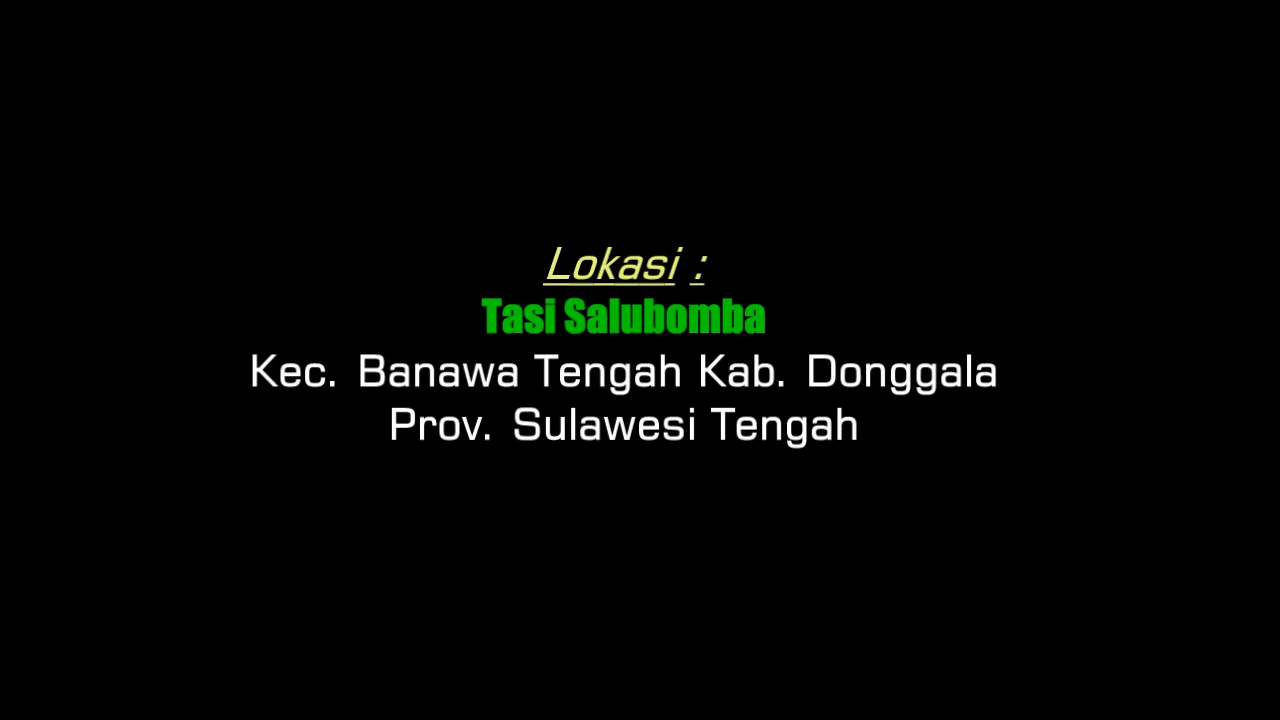 Lokasi :
Tasi Salubomba
Kec. Banawa Tengah Kab. Donggala
Prov. Sulawesi Tengah